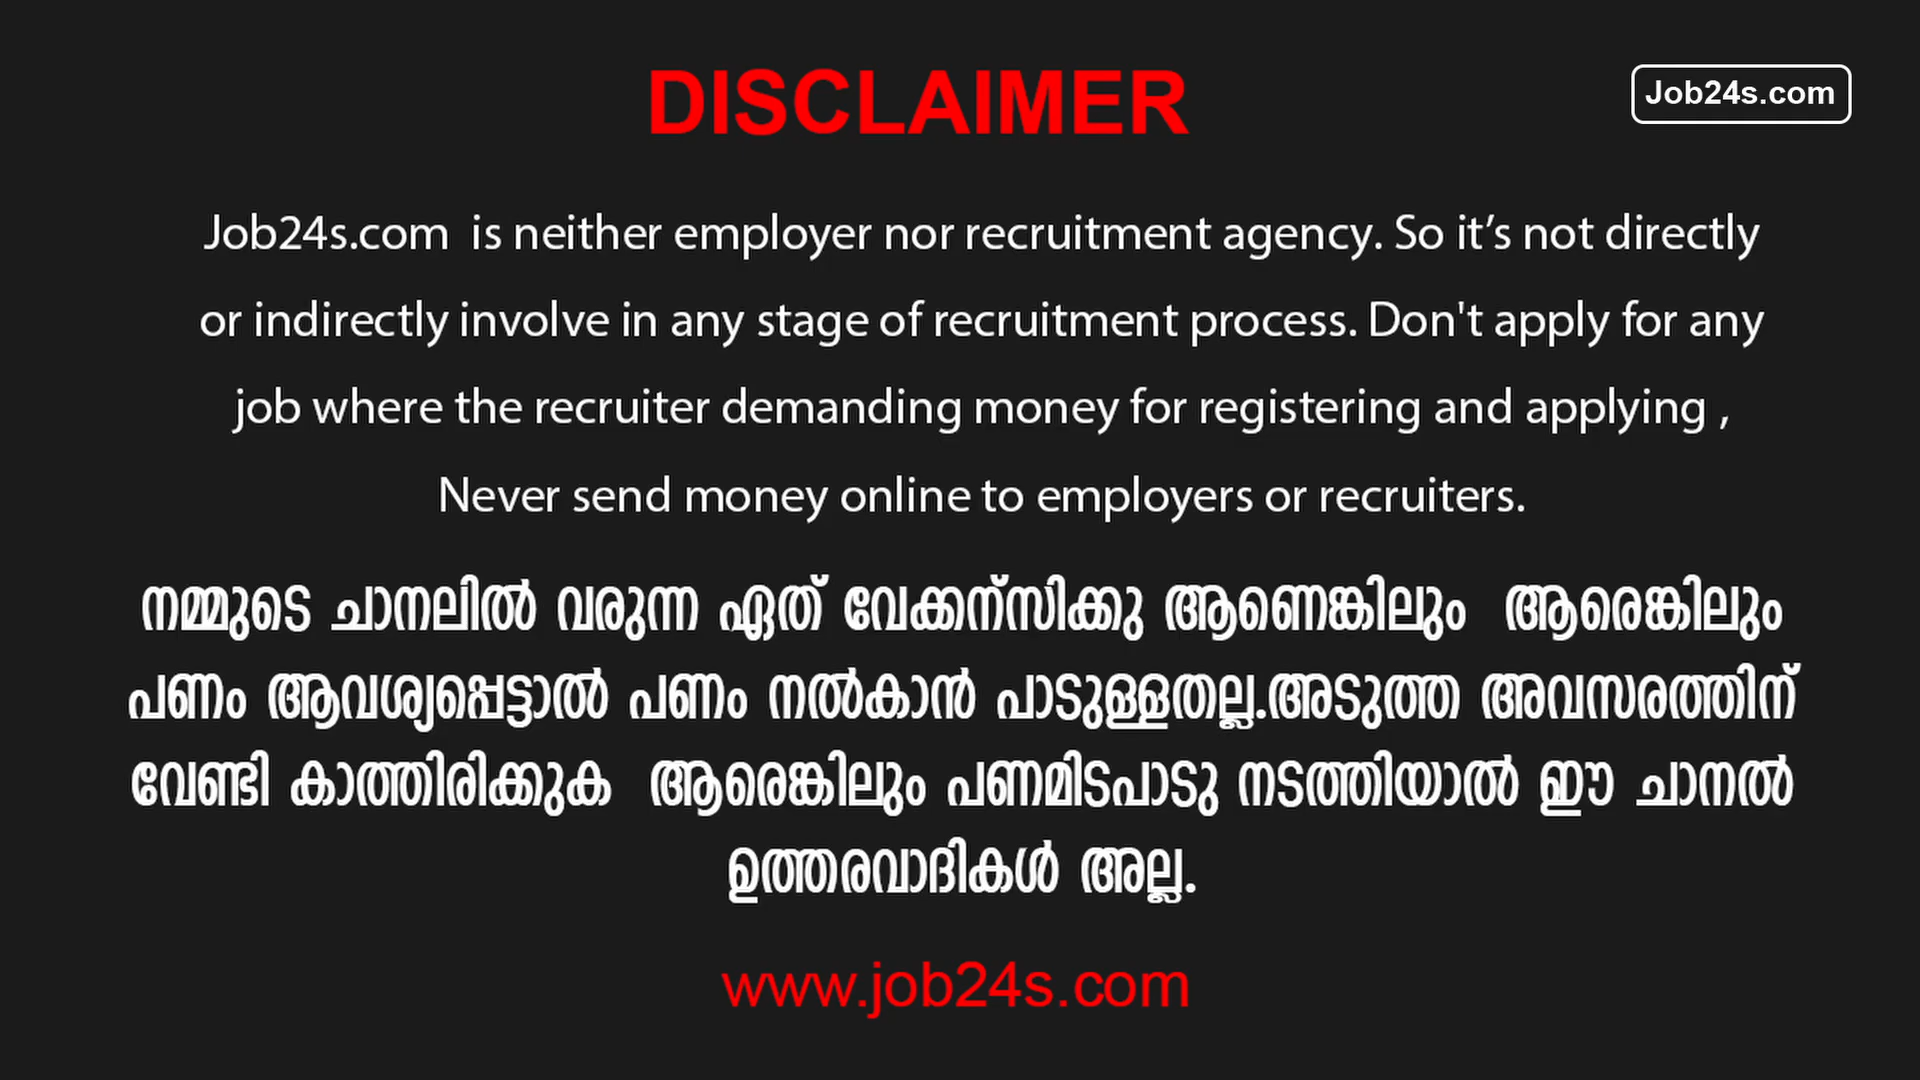 DISCLAIMER
Job24s.com
Job24s.com is neither employer nor recruitment agency. So it’s not directly
or indirectly involve in any stage of recruitment process. Don't apply for any
job where the recruiter demanding money for registering and applying ,
Never send money online to employers or recruiters.
നമ്മുടെ ചാനലിൽ വരുന്ന ഏത് വേക്കന്സിക്കു ആണെങ്കിലും ആരെങ്കിലും
പണം ആവശ്യപ്പെട്ടാൽ പണം നൽകാൻ പാടുള്ളതല്ല.അടുത്ത അവസരത്തിന്
വേണ്ടി കാത്തിരിക്കുക ആരെങ്കിലും പണമിടപാടു നടത്തിയാൽ ഈ ചാനൽ
ഉത്തരവാദികൾ അല്ല.
www.job24s.com